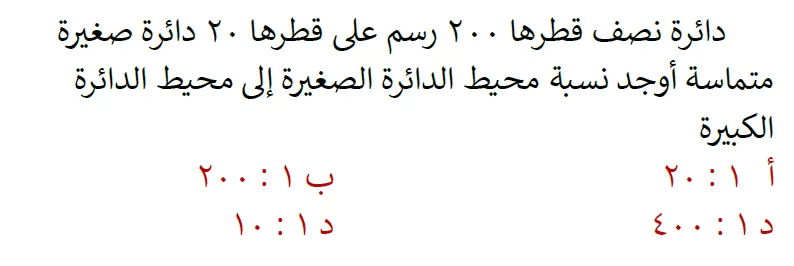 دائرة نصف قطرها ٢٠٠ رسم على قطرها ٢٠ دائرة صغيرة
متماسة أوجد نسبة محيط الدائرة الصغيرة إلى محيط الدائرة
الكبيرة
أ ١ : ٢٠ ب ١ : ٢٠٠
د ١ : ٤٠٠ د ١ : ١٠